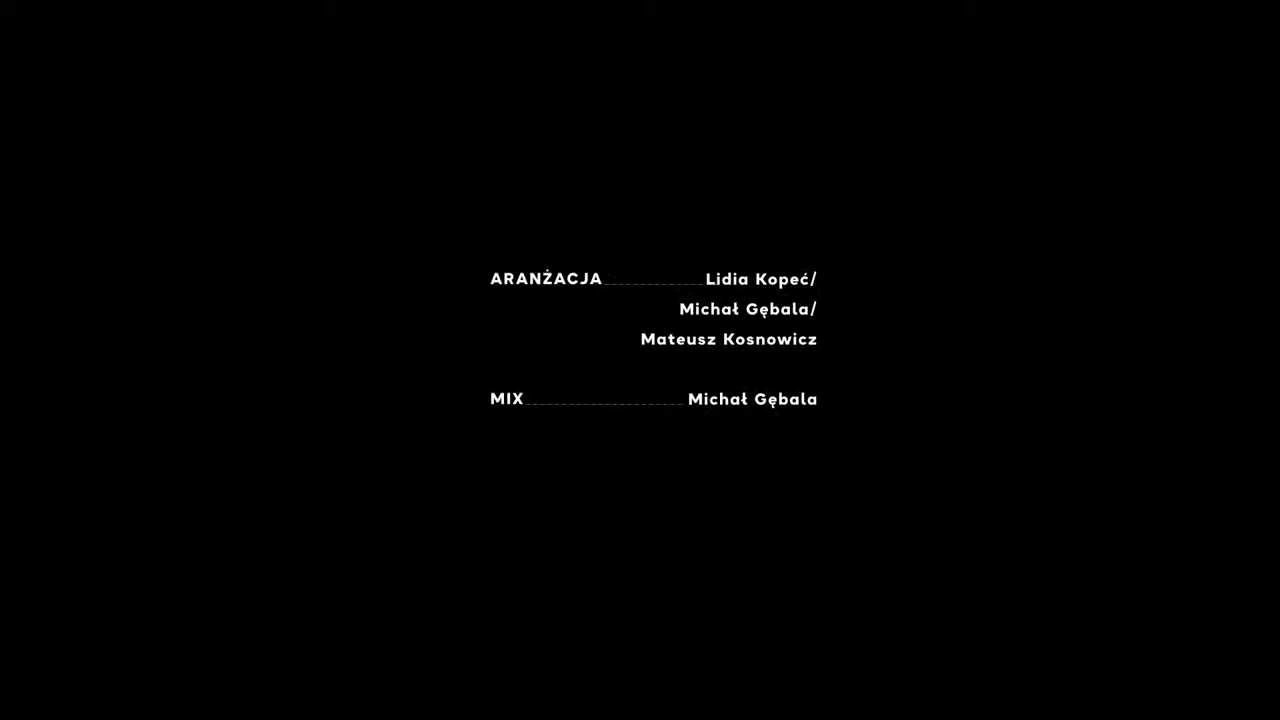 ARANŻACJA Lidia Kopeć/
Michał Gębala/
Mateusz Kosnowicz
MIX Michał Gębala